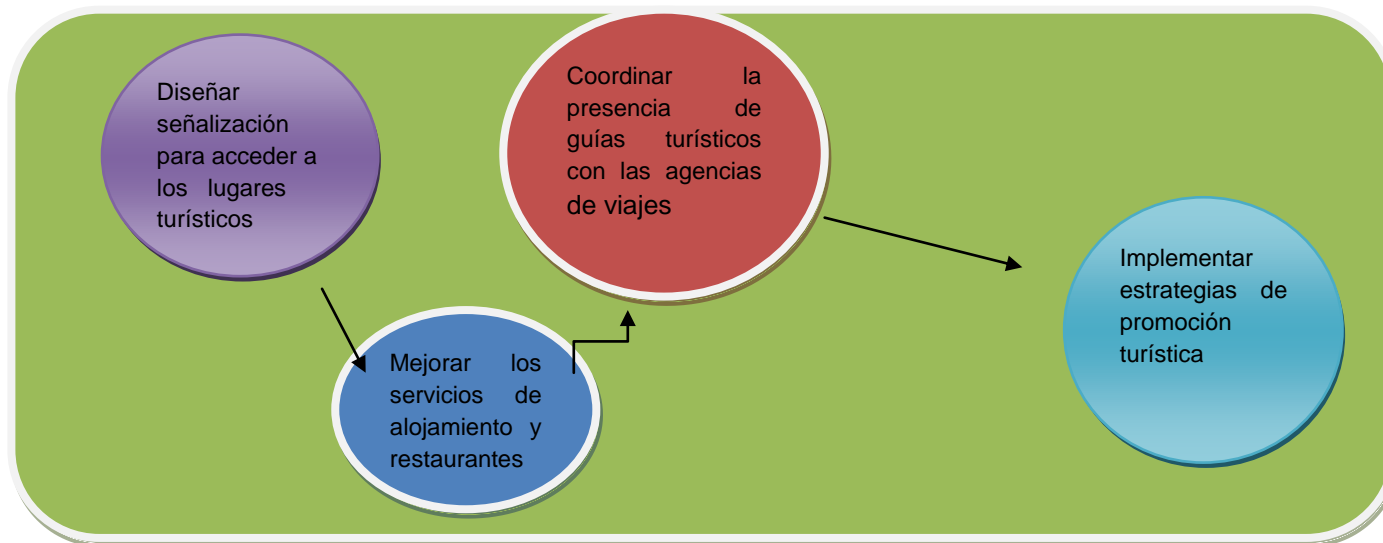 Diseñar
señalización
para acceder a
los lugares
turísticos
Mejorar los
servicios de
alojamiento y
restaurantes
Coordinar la
presencia de
guías turísticos
con las agencias
de viajes
Implementar
estrategias de
promoción
turística